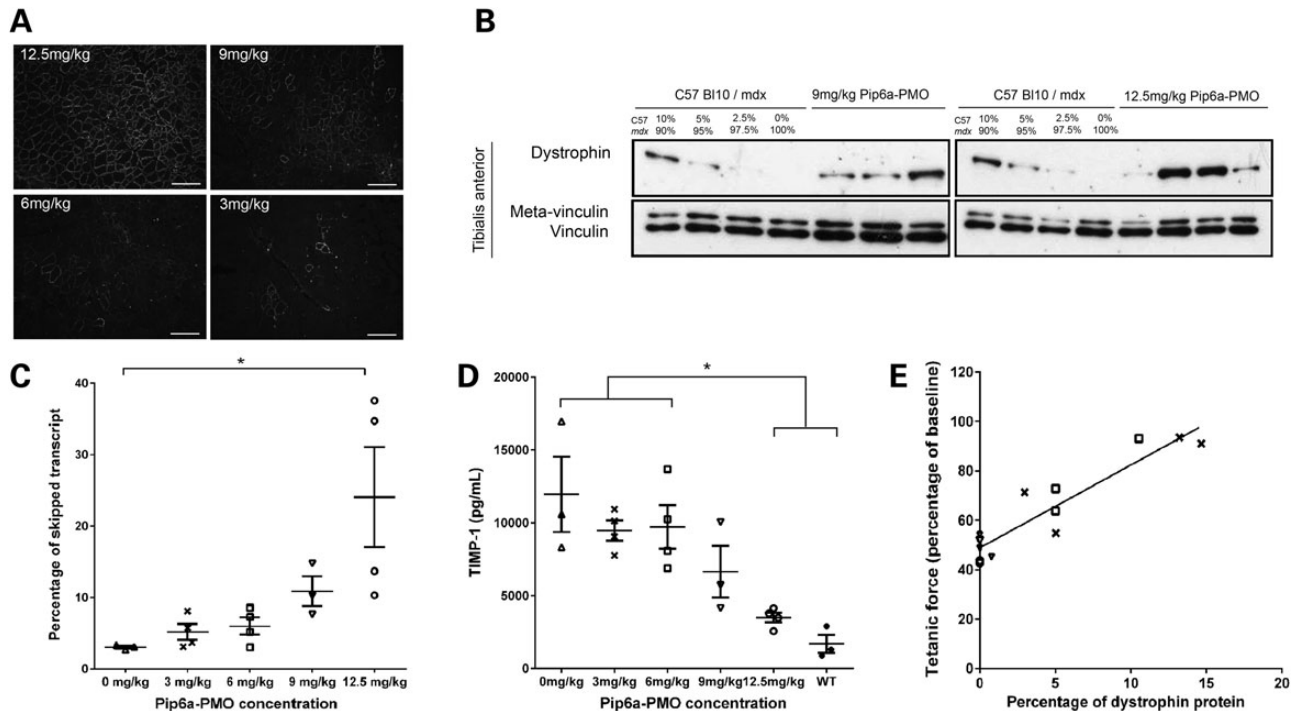 A
12.5mg/kg
9mg/kg
6mg/kg
3mg/kg
B
C57 Bl10 / mdx
9mg/kg Pip6a-PMO
C57 Bl10 / mdx
12.5mg/kg Pip6a-PMO
C57 10% 5% 2.5% 0%
mdx 90% 95% 97.5% 100%
C57 10% 5% 2.5% 0%
mdx 90% 95% 97.5% 100%
Tibialis anterior
Dystrophin
Meta-vinculin
Vinculin
C
*
Percentage of skipped transcript
40
30
20
10
0
0 mg/kg 3 mg/kg 6 mg/kg 9 mg/kg 12.5 mg/kg
Pip6a-PMO concentration
D
*
TIMP-1 (pg/mL)
20000
15000
10000
5000
0
0mg/kg 3mg/kg 6mg/kg 9mg/kg 12.5mg/kg WT
Pip6a-PMO concentration
E
Tetanic force (percentage of baseline)
120
100
80
60
40
20
0
0 5 10 15 20
Percentage of dystrophin protein